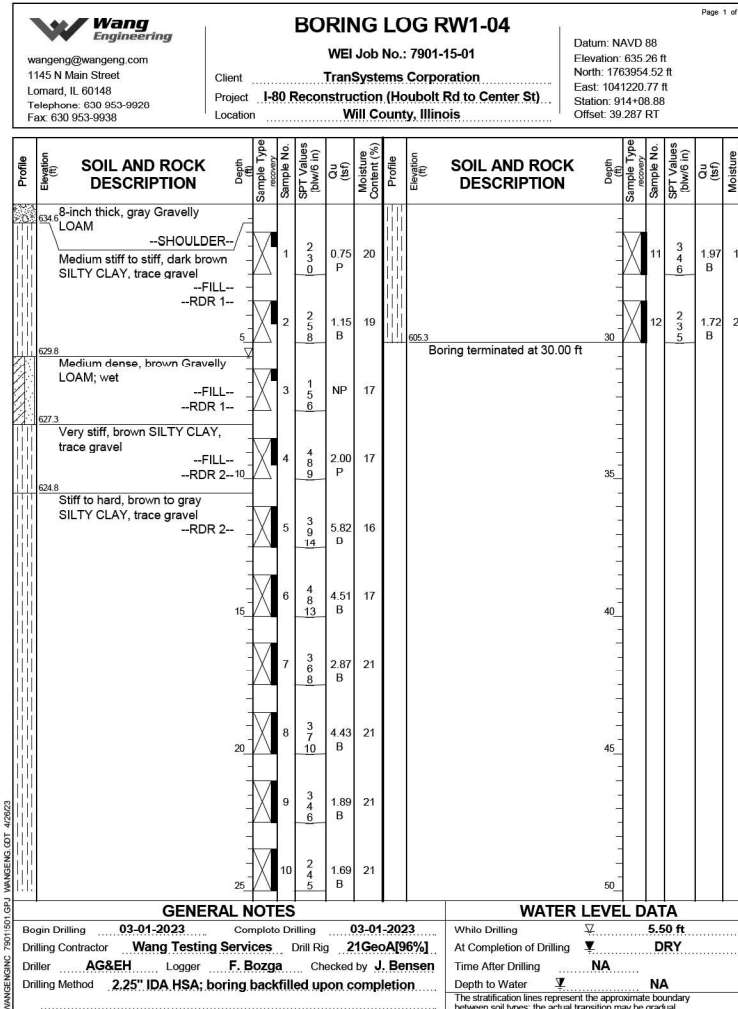 Page 1 of
Wang
Engineering
wangeng@wangeng.com
1145 N Main Street
Lomard, IL 60148
Telephone: 630 953-9920
Fax: 630 953-9938
BORING LOG RW1-04
WEI Job No.: 7901-15-01
Client TranSystems Corporation
Project I-80 Reconstruction (Houbolt Rd to Center St)
Location Will County, Illinois
Datum: NAVD 88
Elevation: 635.26 ft
North: 1763954.52 ft
East: 1041220.77 ft
Station: 914+08.88
Offset: 39.287 RT
Profile
Elevation (ft)
SOIL AND ROCK DESCRIPTION
Depth (ft)
Sample Type
recovery
Sample No.
SPT Values (blw/6 in)
Qu (tsf)
Moisture Content (%)
Profile
Elevation (ft)
SOIL AND ROCK DESCRIPTION
Depth (ft)
Sample Type
recovery
Sample No.
SPT Values (blw/6 in)
Qu (tsf)
Moisture
8-inch thick, gray Gravelly
634.6 LOAM
--SHOULDER--
Medium stiff to stiff, dark brown
SILTY CLAY, trace gravel
--FILL--
--RDR 1--
1 2 3 0 0.75 P 20
2 2 5 8 1.15 B 19
5
629.8
Medium dense, brown Gravelly
LOAM; wet
--FILL--
--RDR 1--
3 1 5 6 NP 17
627.3
Very stiff, brown SILTY CLAY,
trace gravel
--FILL--
--RDR 2-- 10
4 4 8 9 2.00 P 17
624.8
Stiff to hard, brown to gray
SILTY CLAY, trace gravel
--RDR 2--
5 3 9 14 5.82 B 16
6 4 8 13 4.51 B 17
15
7 3 6 8 2.87 B 21
8 3 7 10 4.43 B 21
20
9 3 4 6 1.89 B 21
10 2 4 5 1.69 B 21
25
11 3 4 6 1.97 B 1
12 2 3 5 1.72 B 2
605.3 30
Boring terminated at 30.00 ft
35
40
45
50
WANGENGINC 79011501.GPJ WANGENG.GDT 4/26/23
GENERAL NOTES
Begin Drilling 03-01-2023 Complete Drilling 03-01-2023
Drilling Contractor Wang Testing Services Drill Rig 21GeoA[96%]
Driller AG&EH Logger F. Bozga Checked by J. Bensen
Drilling Method 2.25" IDA HSA; boring backfilled upon completion
WATER LEVEL DATA
While Drilling 5.50 ft
At Completion of Drilling DRY
Time After Drilling NA
Depth to Water NA
The stratification lines represent the approximate boundary
between soil types; the actual transition may be gradual.